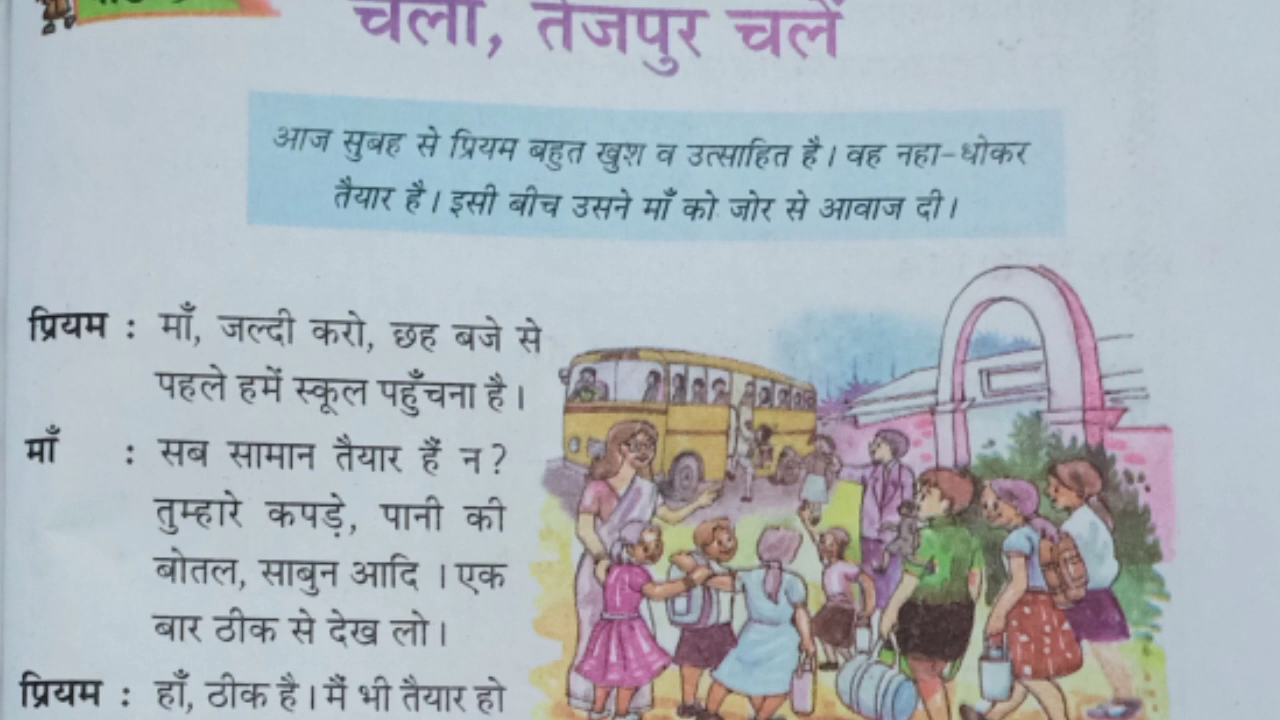 चलो, तेजपुर चलें
आज सुबह से प्रियम बहुत खुश व उत्साहित है। वह नहा-धोकर
तैयार है। इसी बीच उसने माँ को जोर से आवाज दी।
प्रियम : माँ, जल्दी करो, छह बजे से
पहले हमें स्कूल पहुँचना है।
माँ : सब सामान तैयार हैं न?
तुम्हारे कपड़े, पानी की
बोतल, साबुन आदि । एक
बार ठीक से देख लो।
प्रियम : हाँ, ठीक है। मैं भी तैयार हो